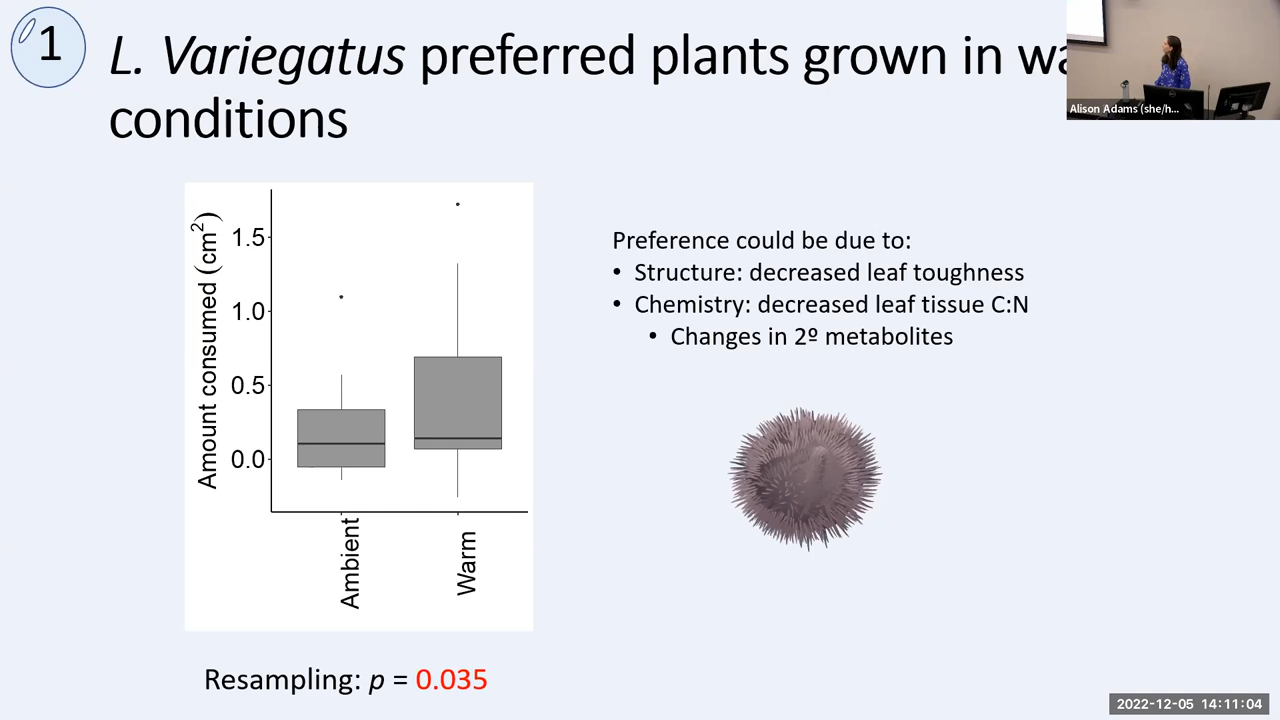 1
L. Variegatus preferred plants grown in wa
conditions
Alison Adams (she/h...
Amount consumed (cm²)
1.5
1.0
0.5
0.0
Ambient
Warm
Preference could be due to:
• Structure: decreased leaf toughness
• Chemistry: decreased leaf tissue C:N
• Changes in 2º metabolites
Resampling: p = 0.035
2022-12-05 14:11:04